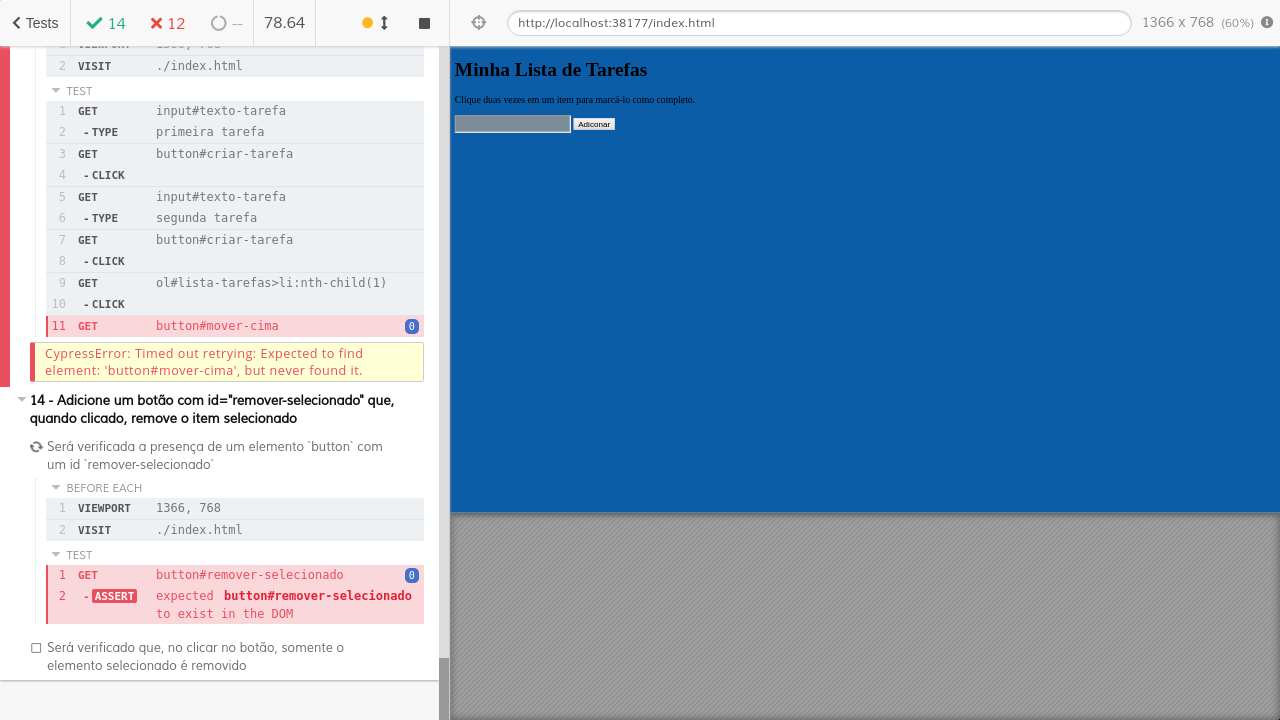 Tests 14 12 -- 78.64 http://localhost:38177/index.html 1366 x 768 (60%)
1 VIEWPORT 1366, 768
2 VISIT ./index.html
TEST
1 GET input#texto-tarefa
2 - TYPE primeira tarefa
3 GET button#criar-tarefa
4 - CLICK
5 GET input#texto-tarefa
6 - TYPE segunda tarefa
7 GET button#criar-tarefa
8 - CLICK
9 GET ol#lista-tarefas>li:nth-child(1)
10 - CLICK
11 GET button#mover-cima 0
CypressError: Timed out retrying: Expected to find
element: 'button#mover-cima', but never found it.
14 - Adicione um botão com id="remover-selecionado" que,
quando clicado, remove o item selecionado
Será verificada a presença de um elemento `button` com
um id `remover-selecionado`
BEFORE EACH
1 VIEWPORT 1366, 768
2 VISIT ./index.html
TEST
1 GET button#remover-selecionado 0
2 - ASSERT expected button#remover-selecionado
to exist in the DOM
Será verificado que, no clicar no botão, somente o
elemento selecionado é removido
Minha Lista de Tarefas
Clique duas vezes em um item para marcá-lo como completo.
Adicionar